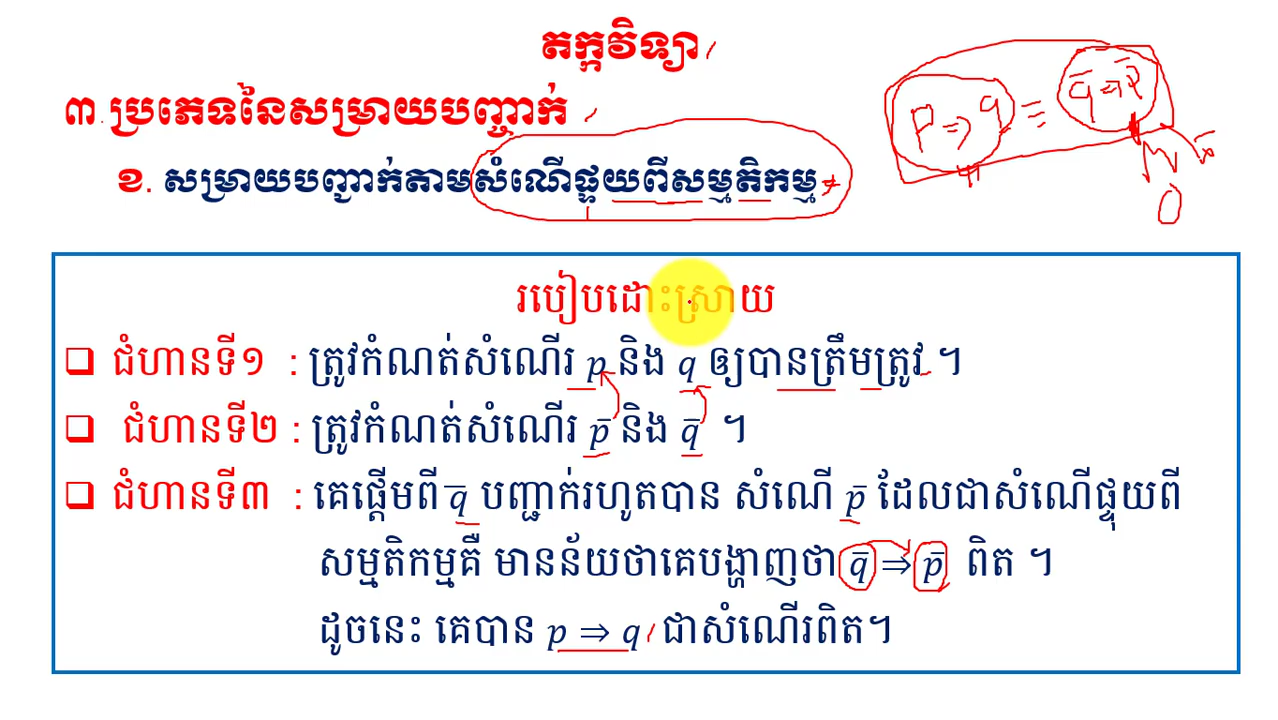 តក្កវិទ្យា
៣.ប្រភេទនៃសម្រាយបញ្ជាក់
p ⇒ q ≡ q̄ ⇒ p̄
ខ. សម្រាយបញ្ជាក់តាមសំណើផ្ទុយពីសម្មតិកម្ម
0
របៀបដោះស្រាយ
❑ ជំហានទី១ : ត្រូវកំណត់សំណើរ p និង q ឲ្យបានត្រឹមត្រូវ ។
❑ ជំហានទី២ : ត្រូវកំណត់សំណើរ p̄ និង q̄ ។
❑ ជំហានទី៣ : គេផ្តើមពី q̄ បញ្ជាក់រហូតបាន សំណើ p̄ ដែលជាសំណើផ្ទុយពី
សម្មតិកម្មគឺ មានន័យថាគេបង្ហាញថា q̄ ⇒ p̄ ពិត ។
ដូចនេះ គេបាន p ⇒ q ជាសំណើរពិត។